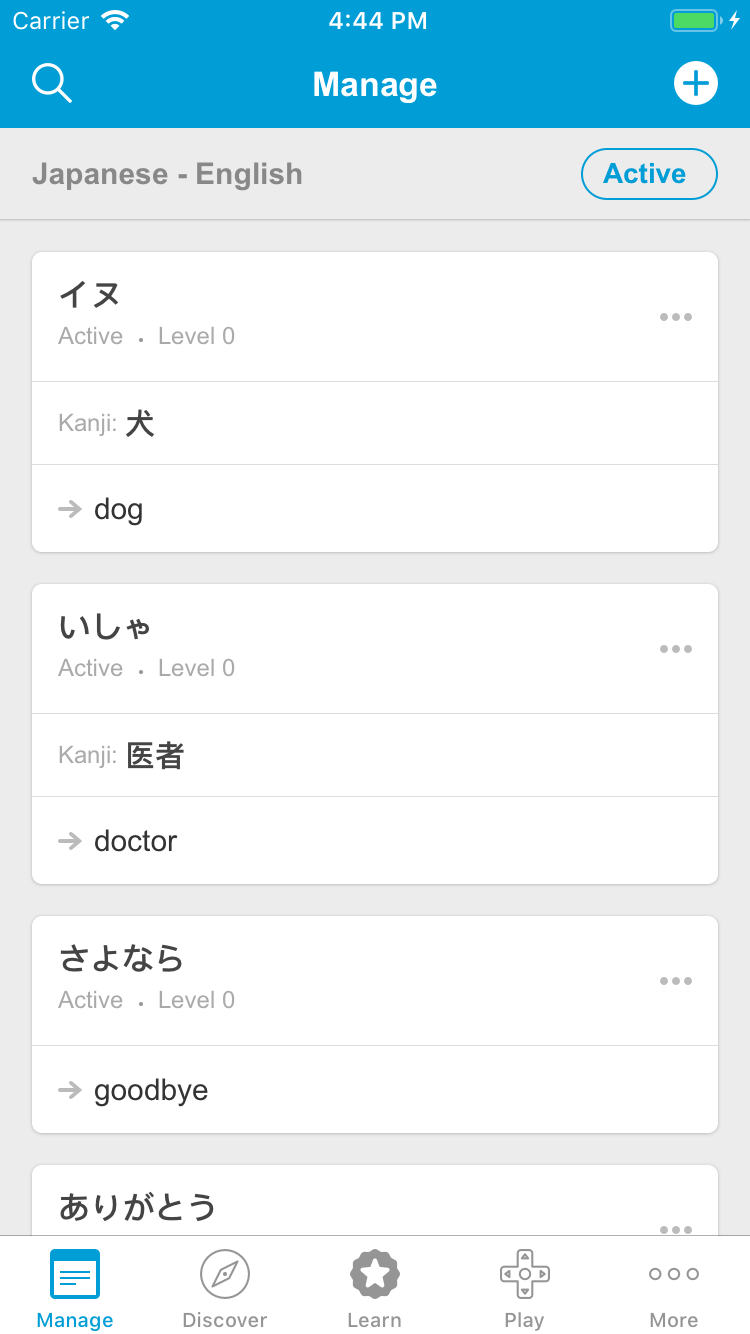 Carrier 4:44 PM
Manage
Japanese - English Active
イヌ
Active • Level 0
Kanji: 犬
dog
いしゃ
Active • Level 0
Kanji: 医者
doctor
さよなら
Active • Level 0
goodbye
ありがとう
Manage Discover Learn Play More